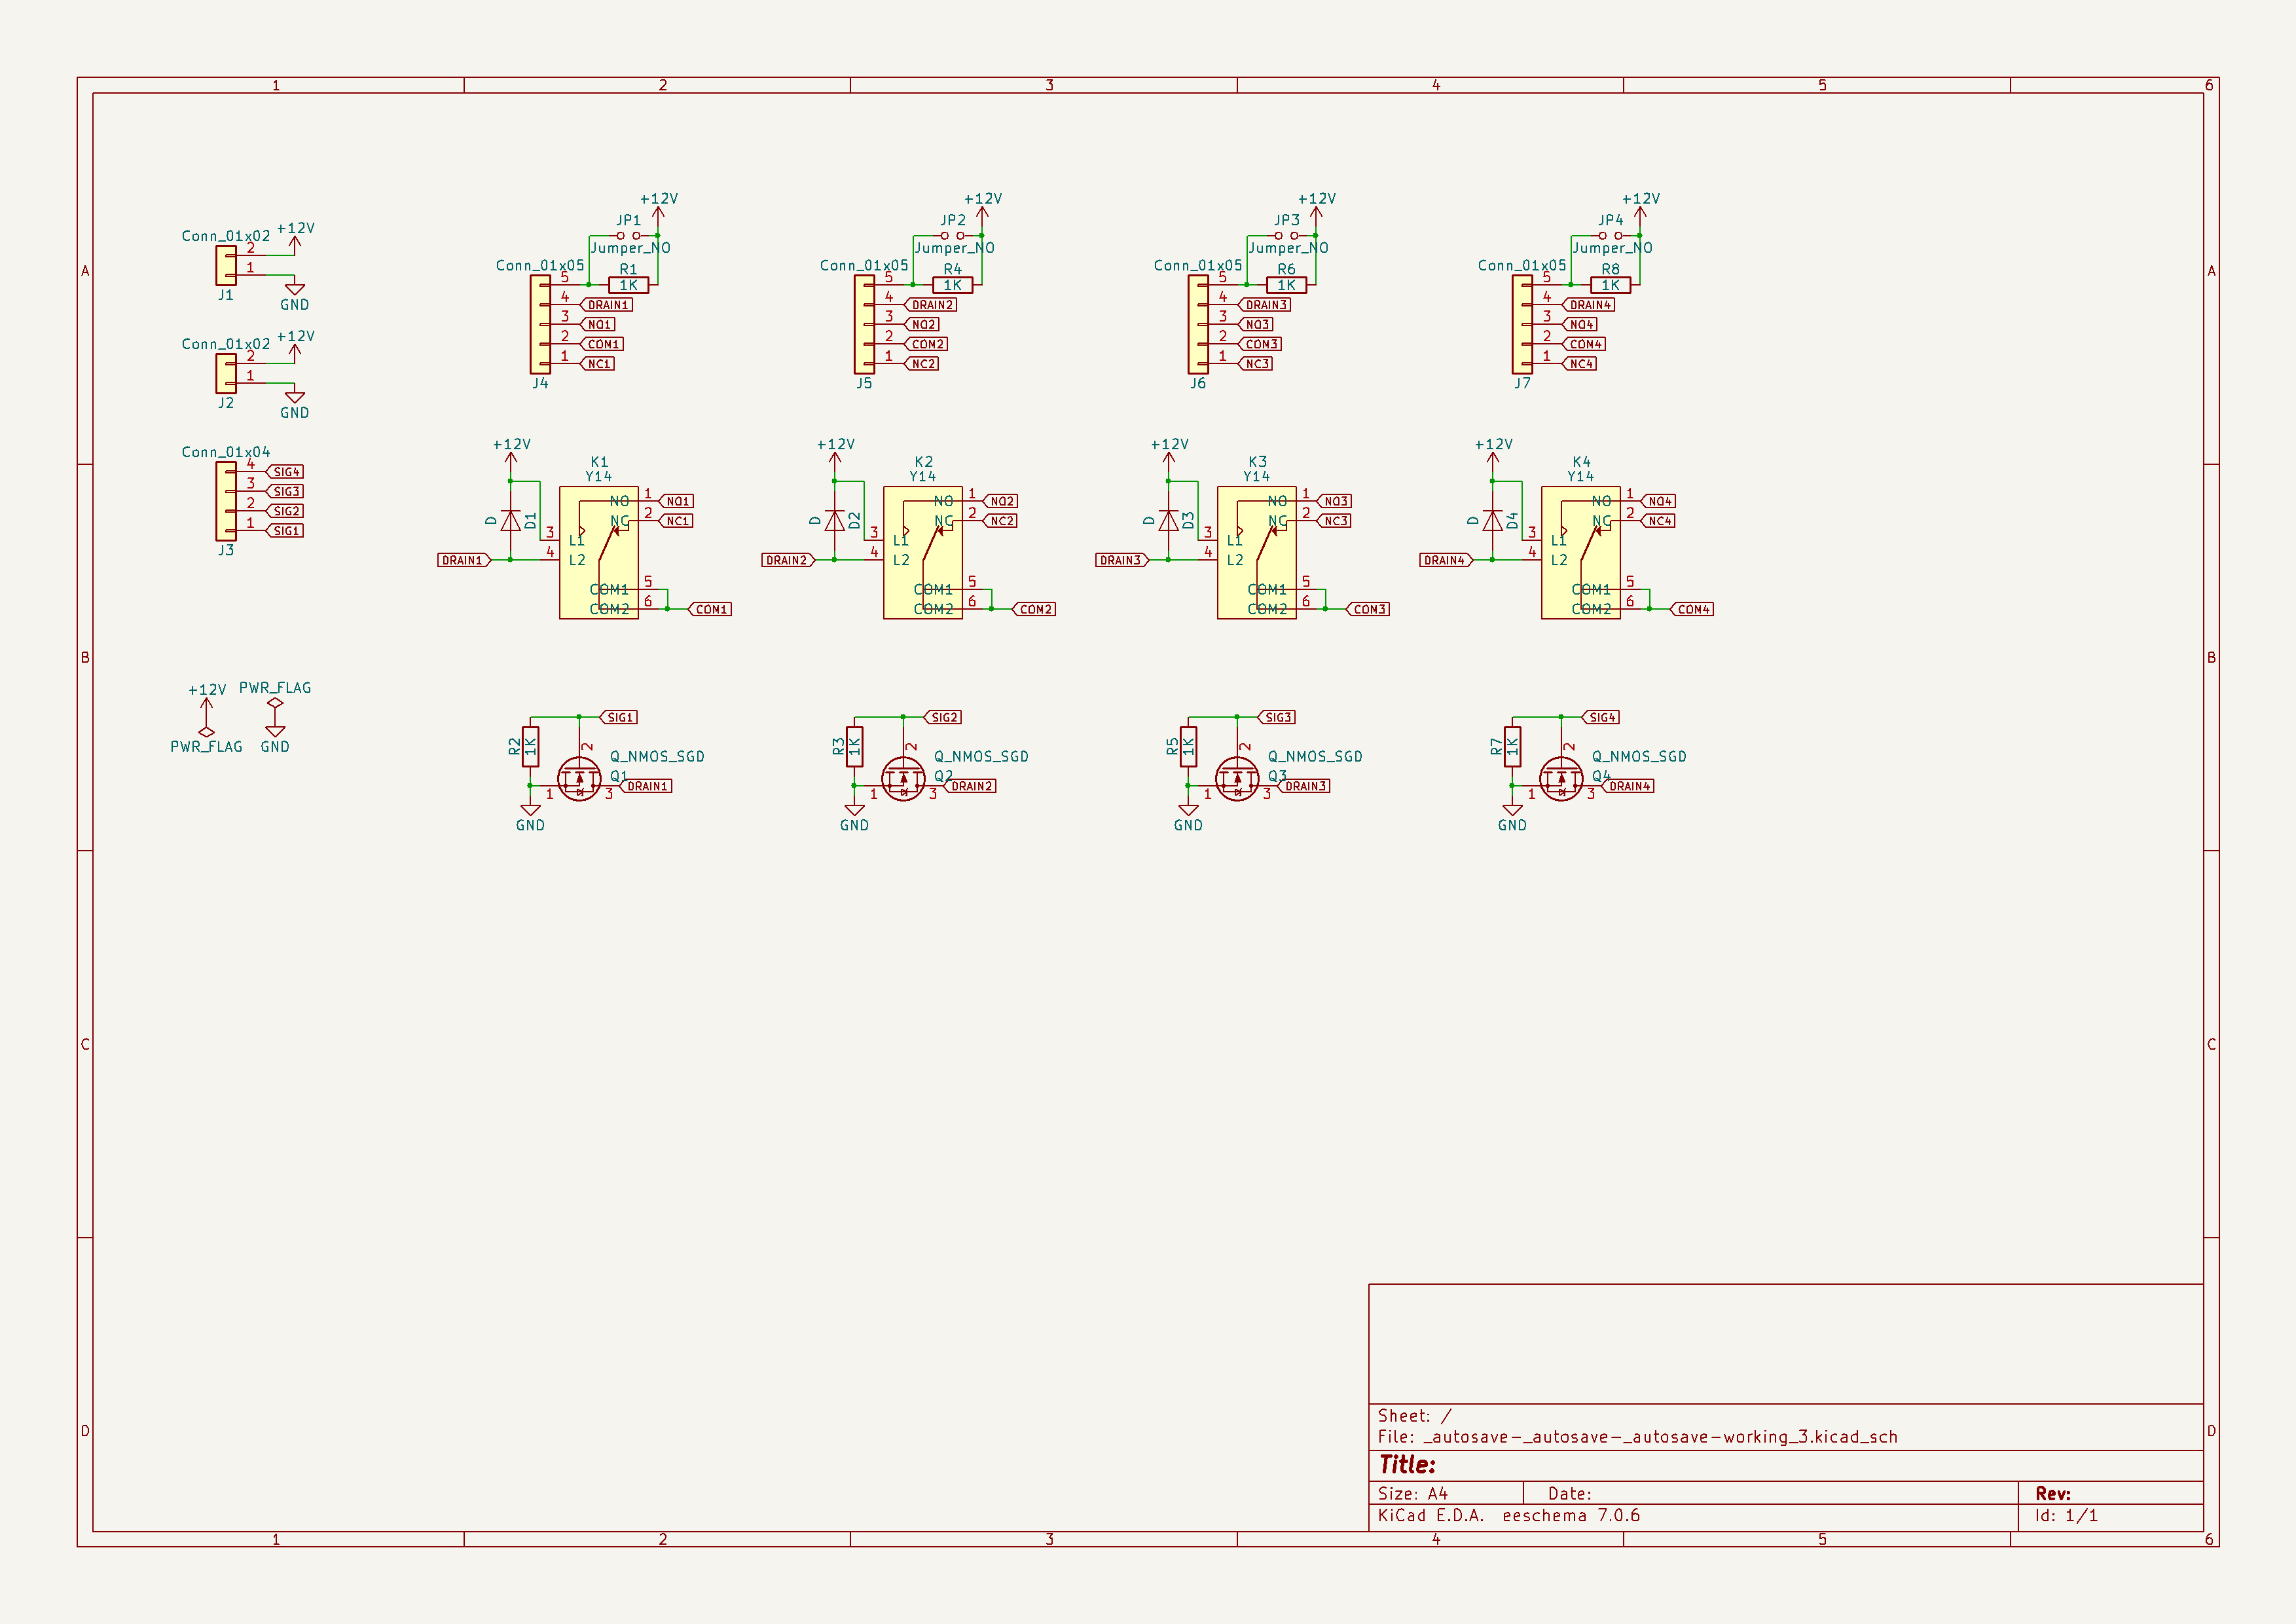 1 2 3 4 5 6
+12V +12V +12V +12V
JP1 JP2 JP3 JP4
Conn_01x02 +12V Jumper_NO Jumper_NO Jumper_NO Jumper_NO
2
1
J1
GND
A A
Conn_01x05 R1 Conn_01x05 R4 Conn_01x05 R6 Conn_01x05 R8
5 1K 5 1K 5 1K 5 1K
4 DRAIN1 4 DRAIN2 4 DRAIN3 4 DRAIN4
3 NO1 3 NO2 3 NO3 3 NO4
2 COM1 2 COM2 2 COM3 2 COM4
1 NC1 1 NC2 1 NC3 1 NC4
J4 J5 J6 J7
Conn_01x02 +12V
2
1
J2
GND
Conn_01x04
4 SIG4
3 SIG3
2 SIG2
1 SIG1
J3
+12V +12V +12V +12V
K1 K2 K3 K4
Y14 Y14 Y14 Y14
NO 1 NO1 NO 1 NO2 NO 1 NO3 NO 1 NO4
D D1 NC 2 NC1 D D2 NC 2 NC2 D D3 NC 2 NC3 D D4 NC 2 NC4
3 L1 3 L1 3 L1 3 L1
DRAIN1 4 L2 DRAIN2 4 L2 DRAIN3 4 L2 DRAIN4 4 L2
COM1 5 COM1 5 COM1 5 COM1 5
COM2 6 COM1 COM2 6 COM2 COM2 6 COM3 COM2 6 COM4
B B
+12V PWR_FLAG
PWR_FLAG GND
SIG1 SIG2 SIG3 SIG4
R2 1K 2 R3 1K 2 R5 1K 2 R7 1K 2
Q_NMOS_SGD Q_NMOS_SGD Q_NMOS_SGD Q_NMOS_SGD
Q1 Q2 Q3 Q4
1 3 DRAIN1 1 3 DRAIN2 1 3 DRAIN3 1 3 DRAIN4
GND GND GND GND
C C
D D
Sheet: /
File: _autosave-_autosave-_autosave-working_3.kicad_sch
Title:
Size: A4 Date: Rev:
KiCad E.D.A. eeschema 7.0.6 Id: 1/1
1 2 3 4 5 6